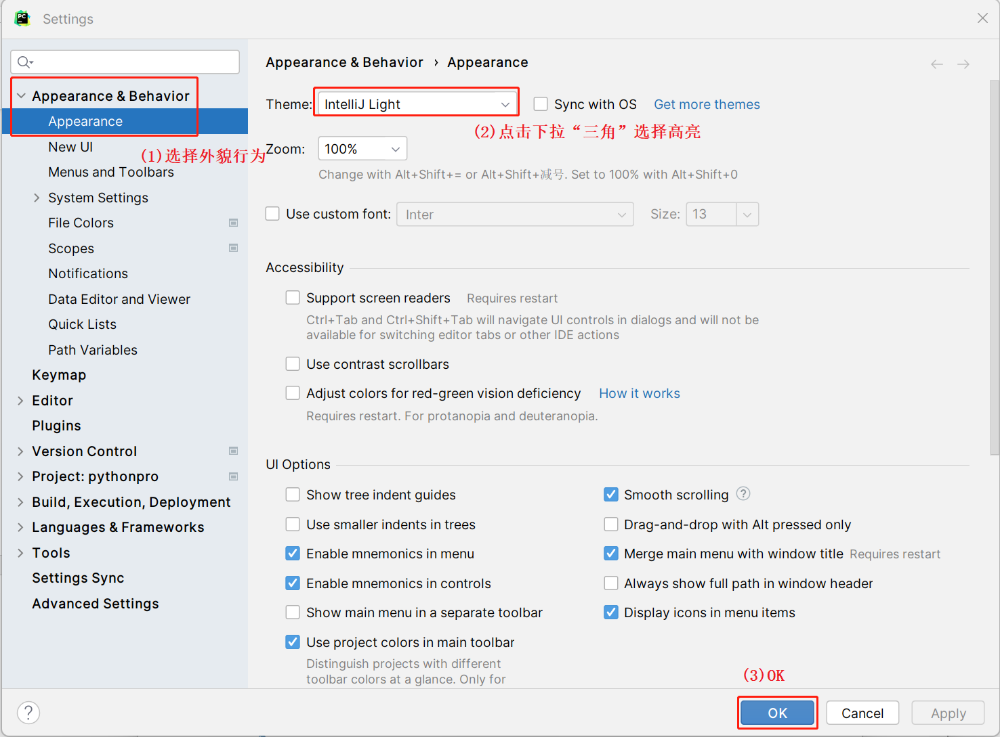 PC
Settings
Appearance & Behavior
Appearance
New UI
Menus and Toolbars
System Settings
File Colors
Scopes
Notifications
Data Editor and Viewer
Quick Lists
Path Variables
Keymap
Editor
Plugins
Version Control
Project: pythonpro
Build, Execution, Deployment
Languages & Frameworks
Tools
Settings Sync
Advanced Settings
(1)选择外貌行为
Appearance & Behavior › Appearance
Theme: IntelliJ Light Sync with OS Get more themes
(2)点击下拉“三角”选择高亮
Zoom: 100%
Change with Alt+Shift+= or Alt+Shift+减号. Set to 100% with Alt+Shift+0
Use custom font: Inter Size: 13
Accessibility
Support screen readers Requires restart
Ctrl+Tab and Ctrl+Shift+Tab will navigate UI controls in dialogs and will not be
available for switching editor tabs or other IDE actions
Use contrast scrollbars
Adjust colors for red-green vision deficiency How it works
Requires restart. For protanopia and deuteranopia.
UI Options
Show tree indent guides Smooth scrolling ?
Use smaller indents in trees Drag-and-drop with Alt pressed only
Enable mnemonics in menu Merge main menu with window title Requires restart
Enable mnemonics in controls Always show full path in window header
Show main menu in a separate toolbar Display icons in menu items
Use project colors in main toolbar
Distinguish projects with different
toolbar colors at a glance. Only for
(3)OK
? OK Cancel Apply